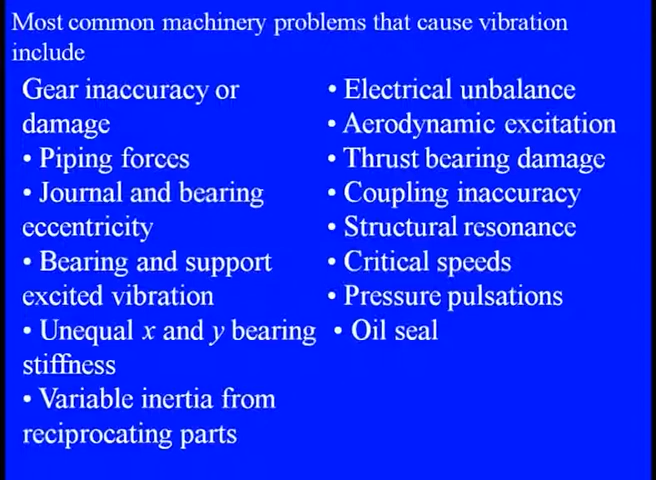 Most common machinery problems that cause vibration
include
Gear inaccuracy or
damage
• Piping forces
• Journal and bearing
eccentricity
• Bearing and support
excited vibration
• Unequal x and y bearing
stiffness
• Variable inertia from
reciprocating parts
• Electrical unbalance
• Aerodynamic excitation
• Thrust bearing damage
• Coupling inaccuracy
• Structural resonance
• Critical speeds
• Pressure pulsations
• Oil seal